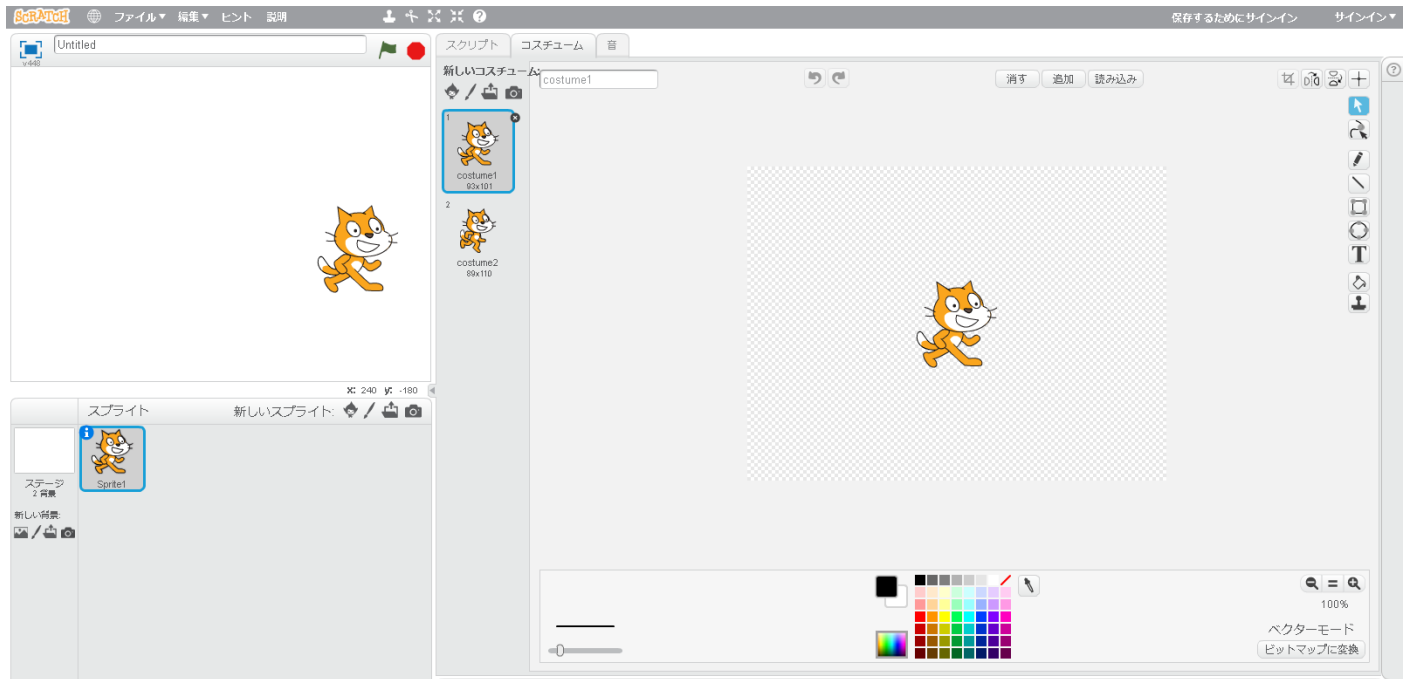 SCRATCH ファイル▼ 編集▼ ヒント 説明 保存するためにサインイン サインイン▼
Untitled
v448
スクリプト コスチューム 音
新しいコスチューム:
costume1
消す 追加 読み込み
1
costume1
93x101
2
costume2
89x110
T
X: 240 y: -180
スプライト 新しいスプライト:
Sprite1
ステージ
2 背景
新しい背景:
100%
ベクターモード
ビットマップに変換